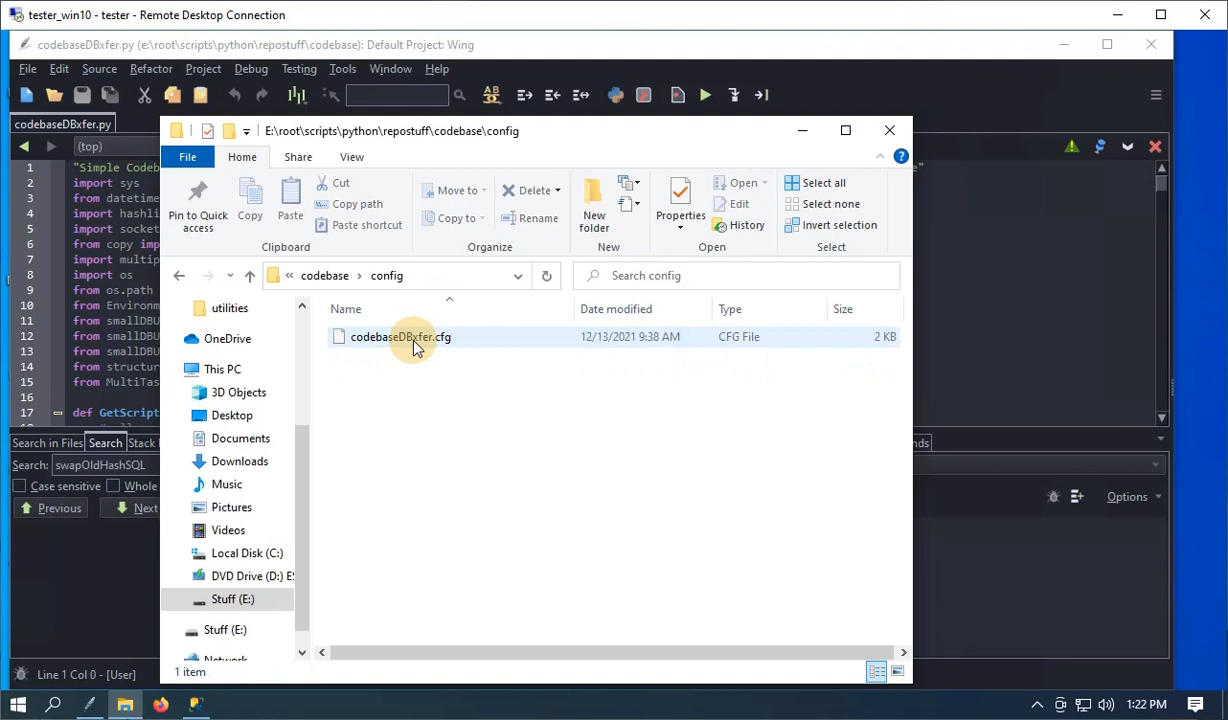 tester_win10 - tester - Remote Desktop Connection
codebaseDBxfer.py (e:\root\scripts\python\repostuff\codebase): Default Project: Wing
File Edit Source Refactor Project Debug Testing Tools Window Help
codebaseDBxfer.py
(top)
1 "Simple Codeb
2 import sys
3 from datetime
4 import hashli
5 import socket
6 from copy imp
7 import multip
8 import os
9 from os.path
10 from Environm
11 from smallDBU
12 from smallDBU
13 from smallDBU
14 from structur
15 from MultiTas
16
17 def GetScript
E:\root\scripts\python\repostuff\codebase\config
File Home Share View
Pin to Quick access
Copy
Paste
Cut
Copy path
Paste shortcut
Clipboard
Move to
Copy to
Delete
Rename
Organize
New folder
New
Properties
Open
Edit
History
Open
Select all
Select none
Invert selection
Select
codebase > config
Search config
utilities
OneDrive
This PC
3D Objects
Desktop
Documents
Downloads
Music
Pictures
Videos
Local Disk (C:)
DVD Drive (D:) E
Stuff (E:)
Stuff (E:)
Network
Name Date modified Type Size
codebaseDBxfer.cfg 12/13/2021 9:38 AM CFG File 2 KB
1 item
Search in Files Search Stack nds
Search: swapOldHashSQL
Case sensitive Whole
Previous Next
Options
Line 1 Col 0 - [User]
1:22 PM